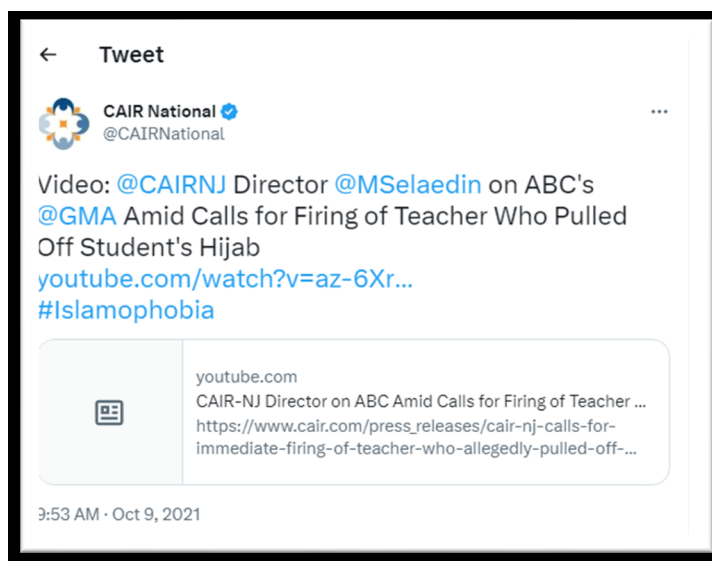 Tweet
CAIR National
@CAIRNational
Video: @CAIRNJ Director @MSelaedin on ABC's
@GMA Amid Calls for Firing of Teacher Who Pulled
Off Student's Hijab
youtube.com/watch?v=az-6Xr...
#Islamophobia
youtube.com
CAIR-NJ Director on ABC Amid Calls for Firing of Teacher ...
https://www.cair.com/press_releases/cair-nj-calls-for-
immediate-firing-of-teacher-who-allegedly-pulled-off-...
9:53 AM · Oct 9, 2021